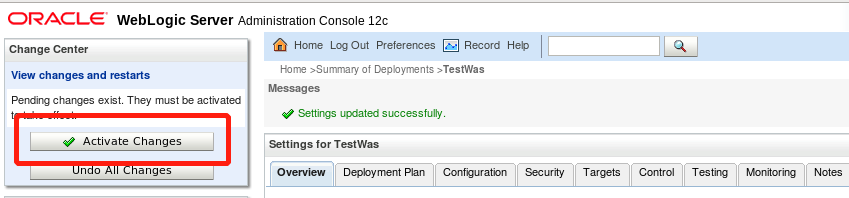 ORACLE WebLogic Server Administration Console 12c
Change Center
View changes and restarts
Pending changes exist. They must be activated
to take effect.
Activate Changes
Undo All Changes
Home Log Out Preferences Record Help
Home >Summary of Deployments >TestWas
Messages
Settings updated successfully.
Settings for TestWas
Overview Deployment Plan Configuration Security Targets Control Testing Monitoring Notes